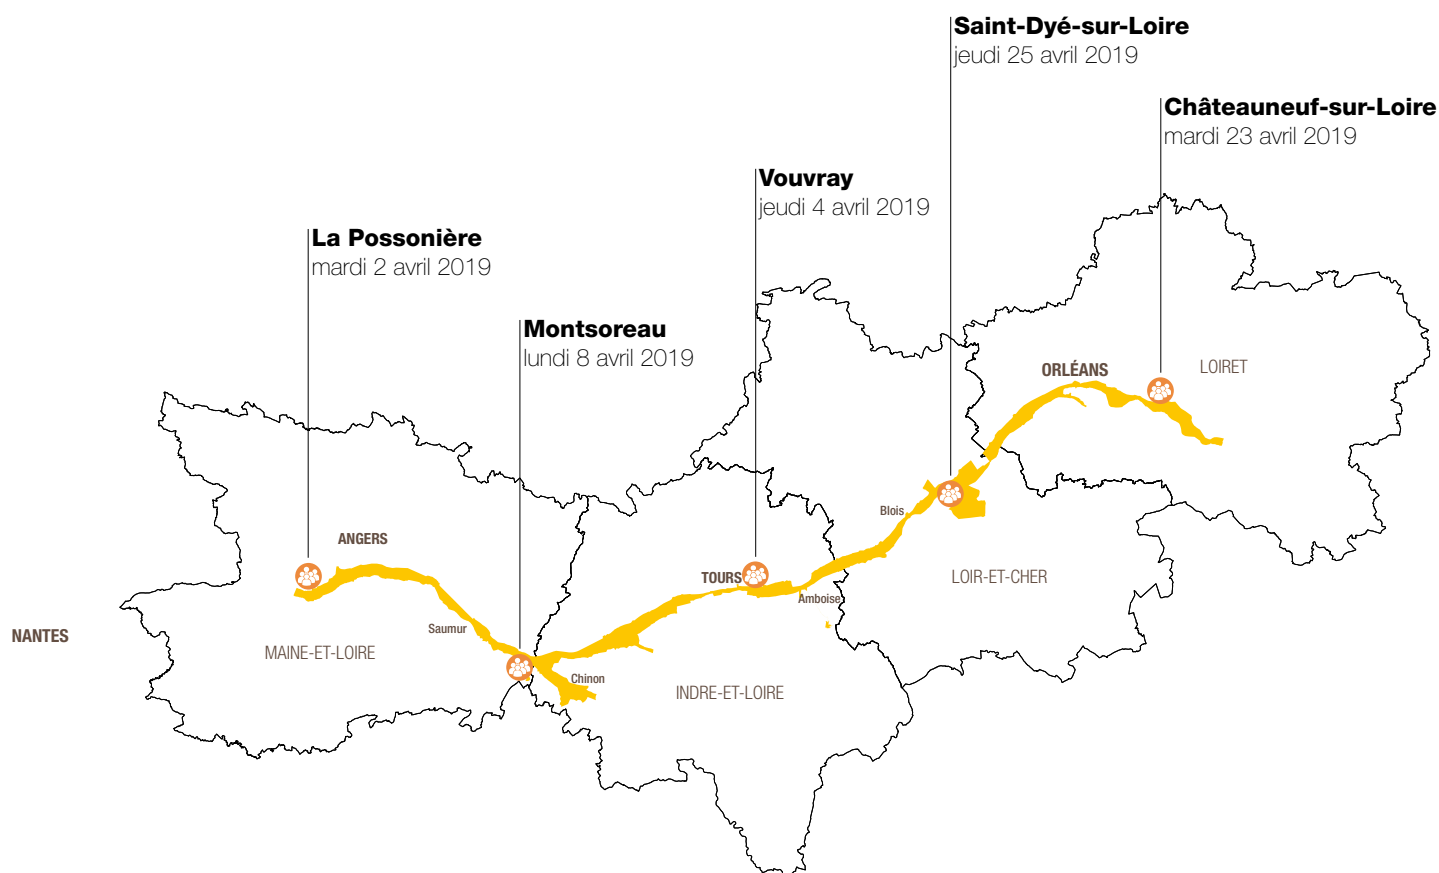 Saint-Dyé-sur-Loire
jeudi 25 avril 2019
Châteauneuf-sur-Loire
mardi 23 avril 2019
Vouvray
jeudi 4 avril 2019
La Possonière
mardi 2 avril 2019
Montsoreau
lundi 8 avril 2019
ORLÉANS
LOIRET
Blois
ANGERS
TOURS
LOIR-ET-CHER
Amboise
Saumur
NANTES
MAINE-ET-LOIRE
Chinon
INDRE-ET-LOIRE